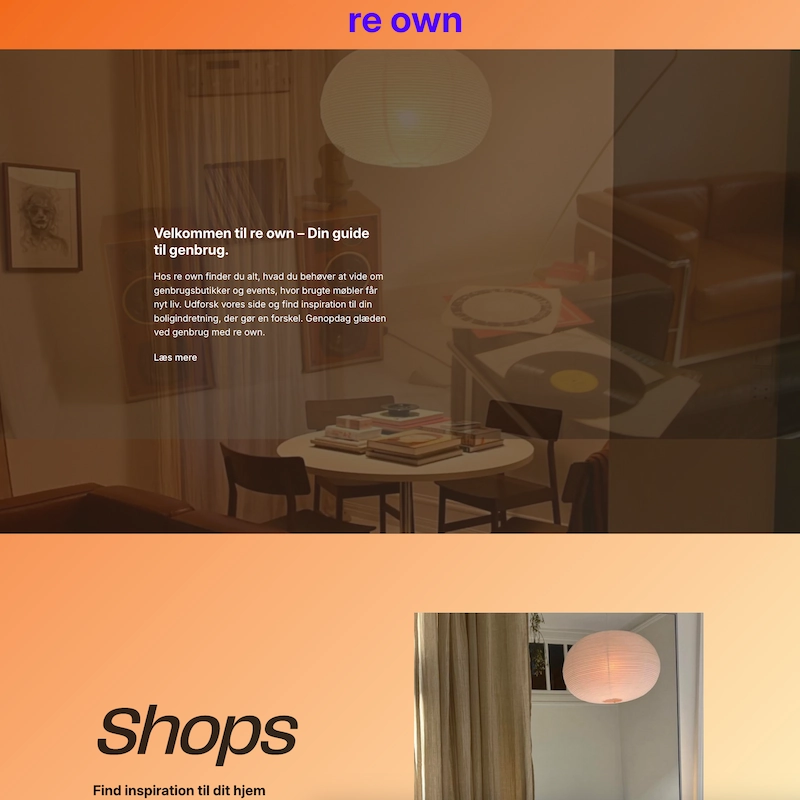 re own
Velkommen til re own – Din guide
til genbrug.
Hos re own finder du alt, hvad du behøver at vide om
genbrugsbutikker og events, hvor brugte møbler får
nyt liv. Udforsk vores side og find inspiration til din
boligindretning, der gør en forskel. Genopdag glæden
ved genbrug med re own.
Læs mere
Shops
Find inspiration til dit hjem